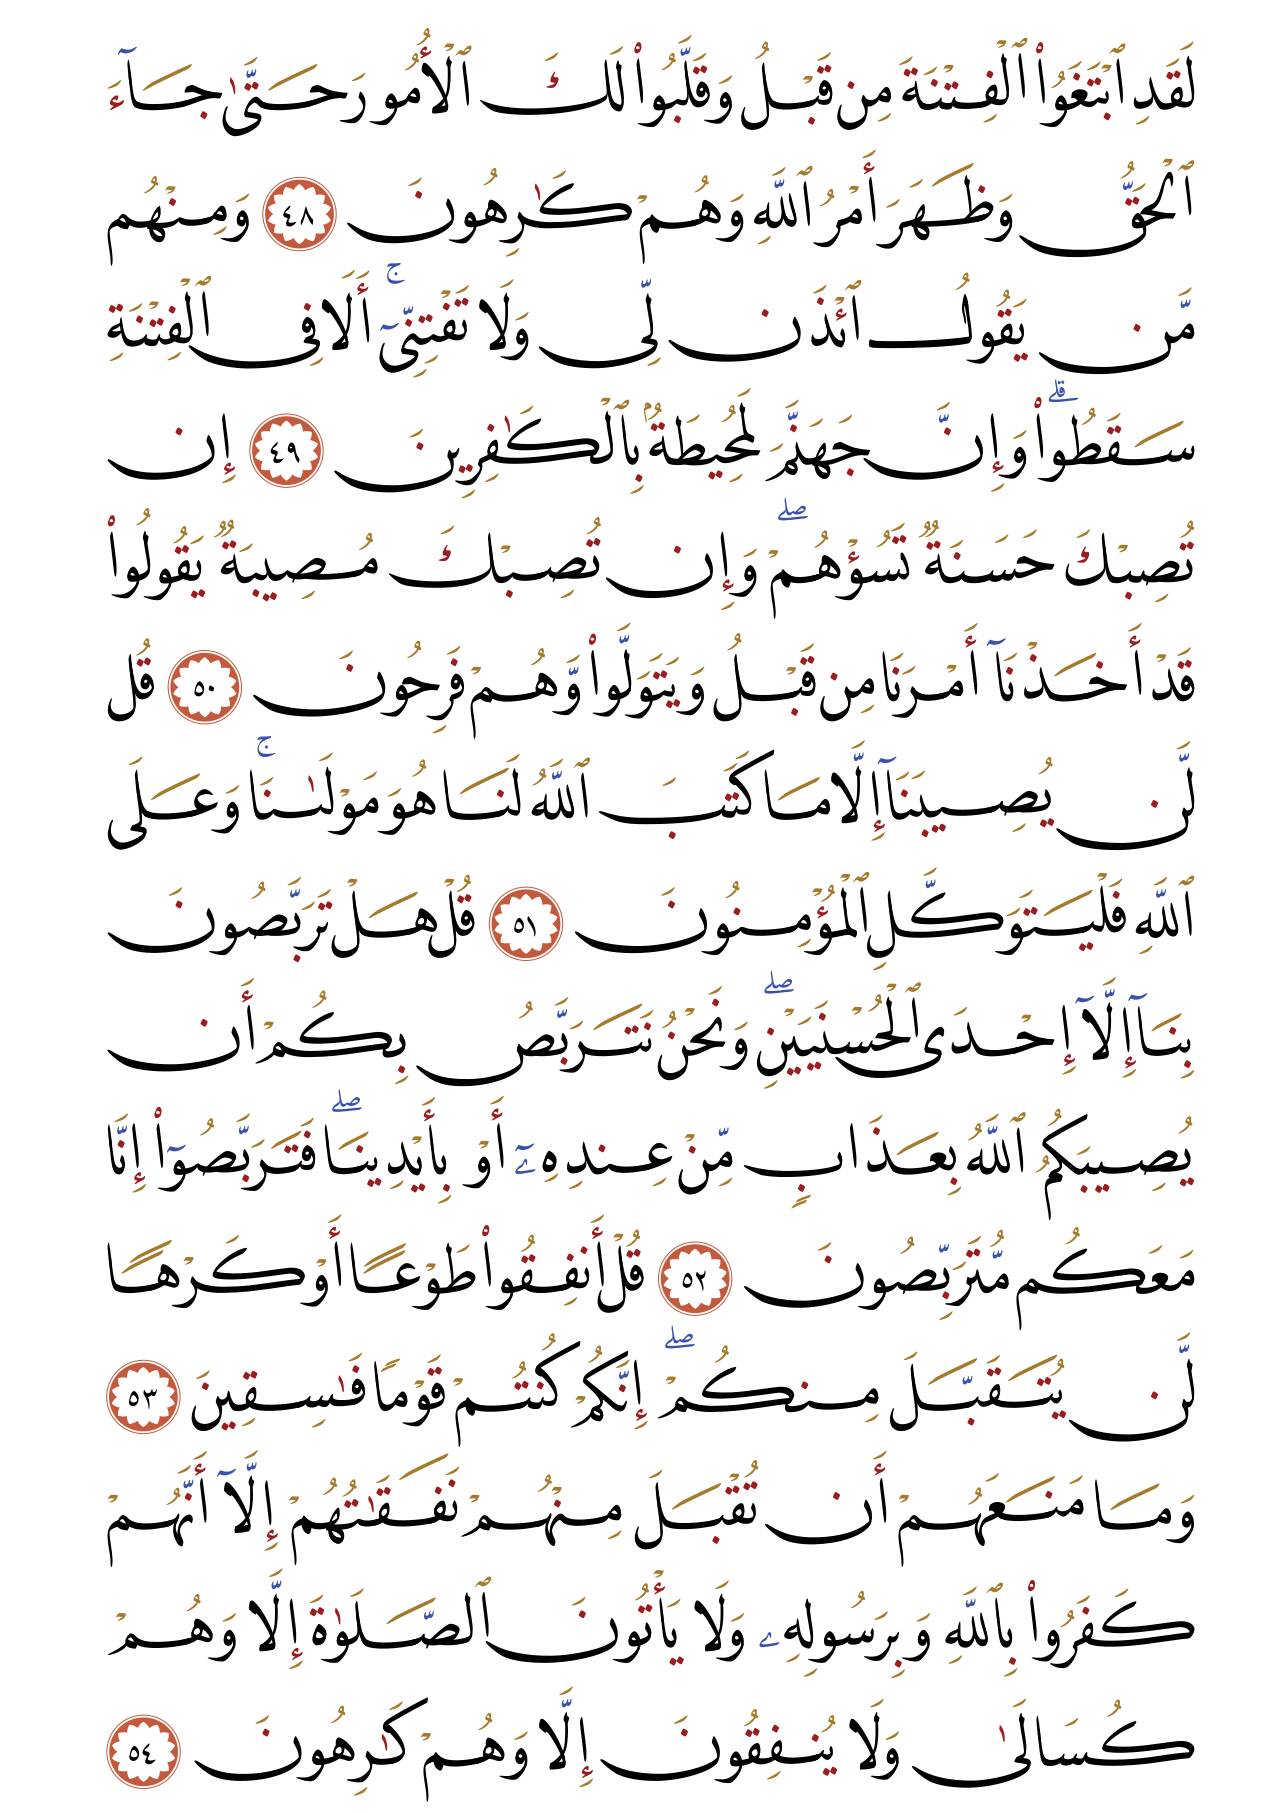 لَقَدِ ٱبْتَغَوُا۟ ٱلْفِتْنَةَ مِن قَبْلُ وَقَلَّبُوا۟ لَكَ ٱلْأُمُورَ حَتَّىٰ جَآءَ
ٱلْحَقُّ وَظَهَرَ أَمْرُ ٱللَّهِ وَهُمْ كَـٰرِهُونَ ٤٨ وَمِنْهُم
مَّن يَقُولُ ٱئْذَن لِّى وَلَا تَفْتِنِّىٓ ۚ أَلَا فِى ٱلْفِتْنَةِ
سَقَطُوا۟ ۗ وَإِنَّ جَهَنَّمَ لَمُحِيطَةٌۢ بِٱلْكَـٰفِرِينَ ٤٩ إِن
تُصِبْكَ حَسَنَةٌ تَسُؤْهُمْ ۖ وَإِن تُصِبْكَ مُصِيبَةٌ يَقُولُوا۟
قَدْ أَخَذْنَآ أَمْرَنَا مِن قَبْلُ وَيَتَوَلَّوا۟ وَّهُمْ فَرِحُونَ ٥٠ قُل
لَّن يُصِيبَنَآ إِلَّا مَا كَتَبَ ٱللَّهُ لَنَا هُوَ مَوْلَىٰنَا ۚ وَعَلَى
ٱللَّهِ فَلْيَتَوَكَّلِ ٱلْمُؤْمِنُونَ ٥١ قُلْ هَلْ تَرَبَّصُونَ
بِنَآ إِلَّآ إِحْدَى ٱلْحُسْنَيَيْنِ ۖ وَنَحْنُ نَتَرَبَّصُ بِكُمْ أَن
يُصِيبَكُمُ ٱللَّهُ بِعَذَابٍ مِّنْ عِندِهِۦٓ أَوْ بِأَيْدِينَا ۖ فَتَرَبَّصُوٓا۟ إِنَّا
مَعَكُم مُّتَرَبِّصُونَ ٥٢ قُلْ أَنفِقُوا۟ طَوْعًا أَوْ كَرْهًا
لَّن يُتَقَبَّلَ مِنكُمْ ۖ إِنَّكُمْ كُنتُمْ قَوْمًا فَـٰسِقِينَ ٥٣
وَمَا مَنَعَهُمْ أَن تُقْبَلَ مِنْهُمْ نَفَقَـٰتُهُمْ إِلَّآ أَنَّهُمْ
كَفَرُوا۟ بِٱللَّهِ وَبِرَسُولِهِۦ وَلَا يَأْتُونَ ٱلصَّلَوٰةَ إِلَّا وَهُمْ
كُسَالَىٰ وَلَا يُنفِقُونَ إِلَّا وَهُمْ كَـٰرِهُونَ ٥٤